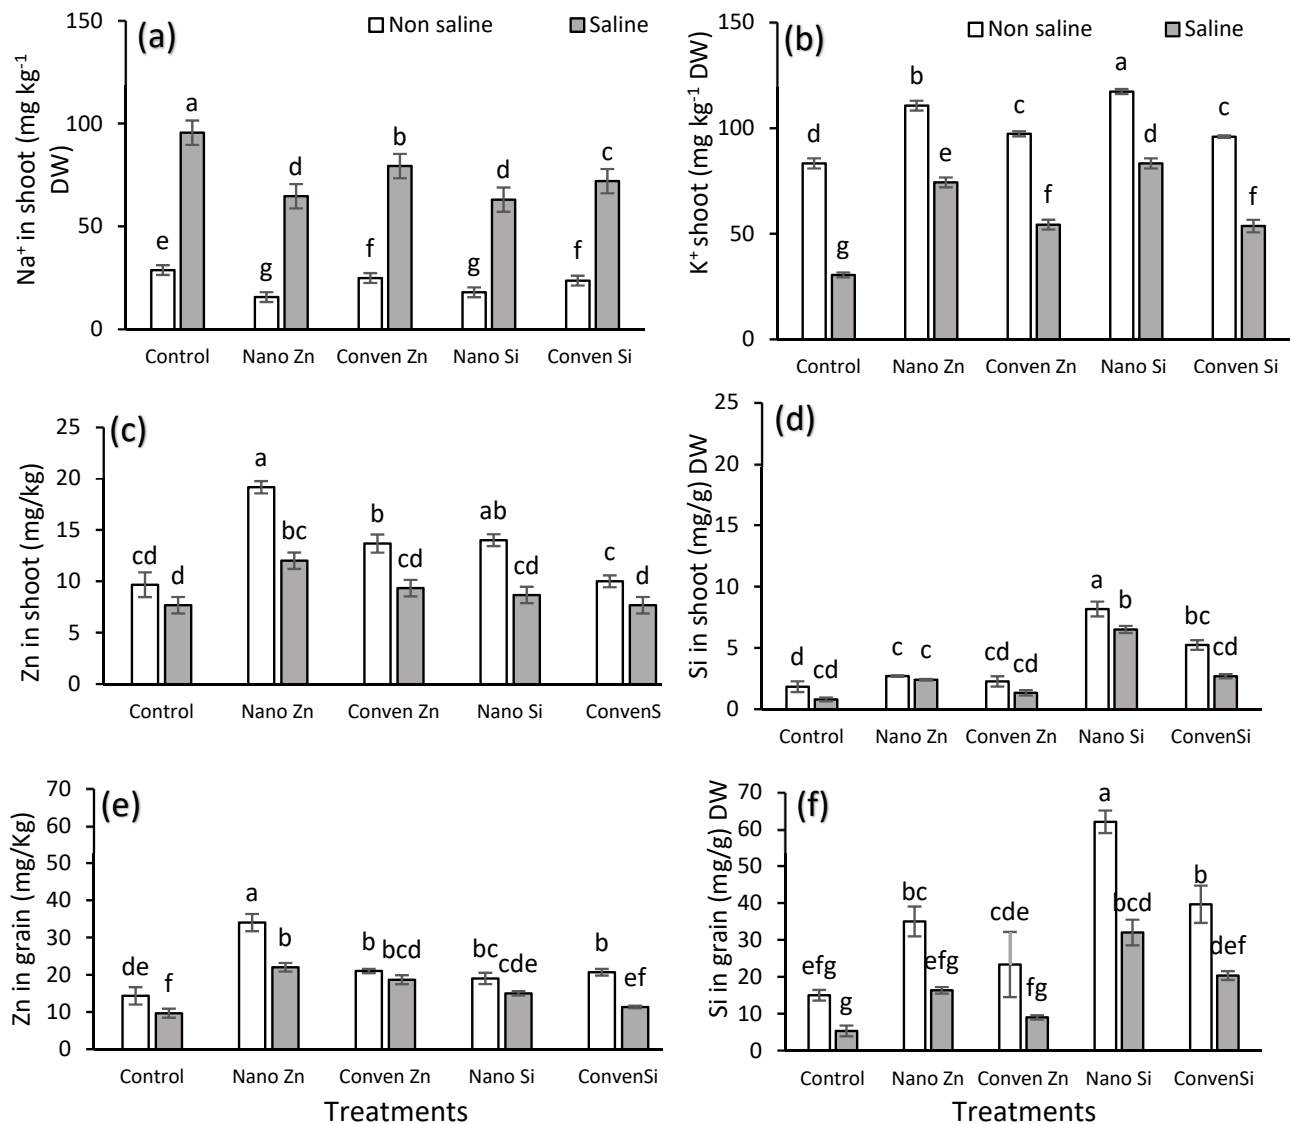 (a)
Non saline
Saline
Na⁺ in shoot (mg kg⁻¹
DW)
150
100
50
0
e
a
g
d
f
b
g
d
f
c
Control
Nano Zn
Conven Zn
Nano Si
Conven Si
(b)
Non saline
Saline
K⁺ shoot (mg kg⁻¹ DW)
150
100
50
0
d
g
b
e
c
f
a
d
c
f
Control
Nano Zn
Conven Zn
Nano Si
Conven Si
(c)
Zn in shoot (mg/kg)
25
20
15
10
5
0
cd
d
a
bc
b
cd
ab
cd
c
d
Control
Nano Zn
Conven Zn
Nano Si
ConvenS
(d)
Si in shoot (mg/g) DW
25
20
15
10
5
0
d
cd
c
c
cd
cd
a
b
bc
cd
Control
Nano Zn
Conven Zn
Nano Si
ConvenSi
(e)
Zn in grain (mg/Kg)
70
60
50
40
30
20
10
0
de
f
a
b
b
bcd
bc
cde
b
ef
Control
Nano Zn
Conven Zn
Nano Si
ConvenSi
Treatments
(f)
Si in grain (mg/g) DW
70
60
50
40
30
20
10
0
efg
g
bc
efg
cde
fg
a
bcd
b
def
Control
Nano Zn
Conven Zn
Nano Si
ConvenSi
Treatments